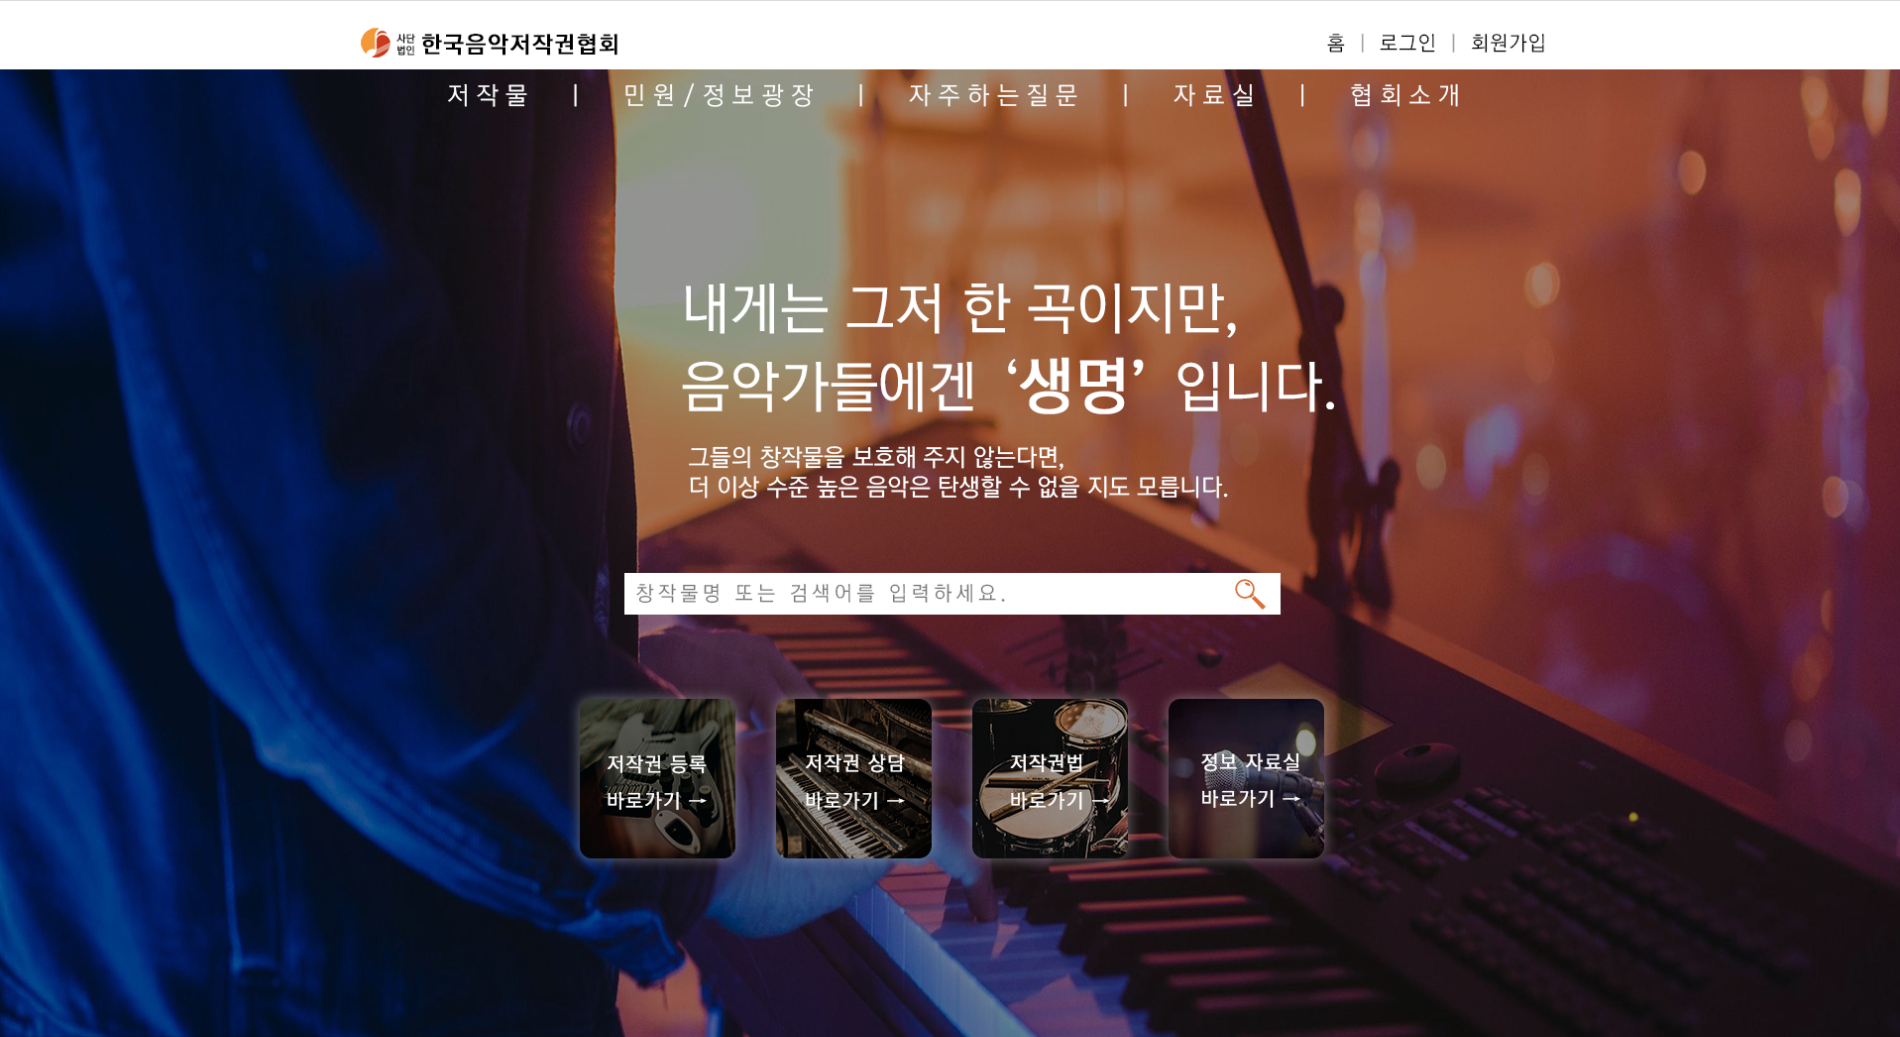 사단
법인 한국음악저작권협회
홈 | 로그인 | 회원가입
저작물 | 민원/정보광장 | 자주하는질문 | 자료실 | 협회소개
내게는 그저 한 곡이지만,
음악가들에겐 ‘생명’ 입니다.
그들의 창작물을 보호해 주지 않는다면,
더 이상 수준 높은 음악은 탄생할 수 없을 지도 모릅니다.
창작물명 또는 검색어를 입력하세요.
저작권 등록
바로가기 →
저작권 상담
바로가기 →
저작권법
바로가기 →
정보 자료실
바로가기 →